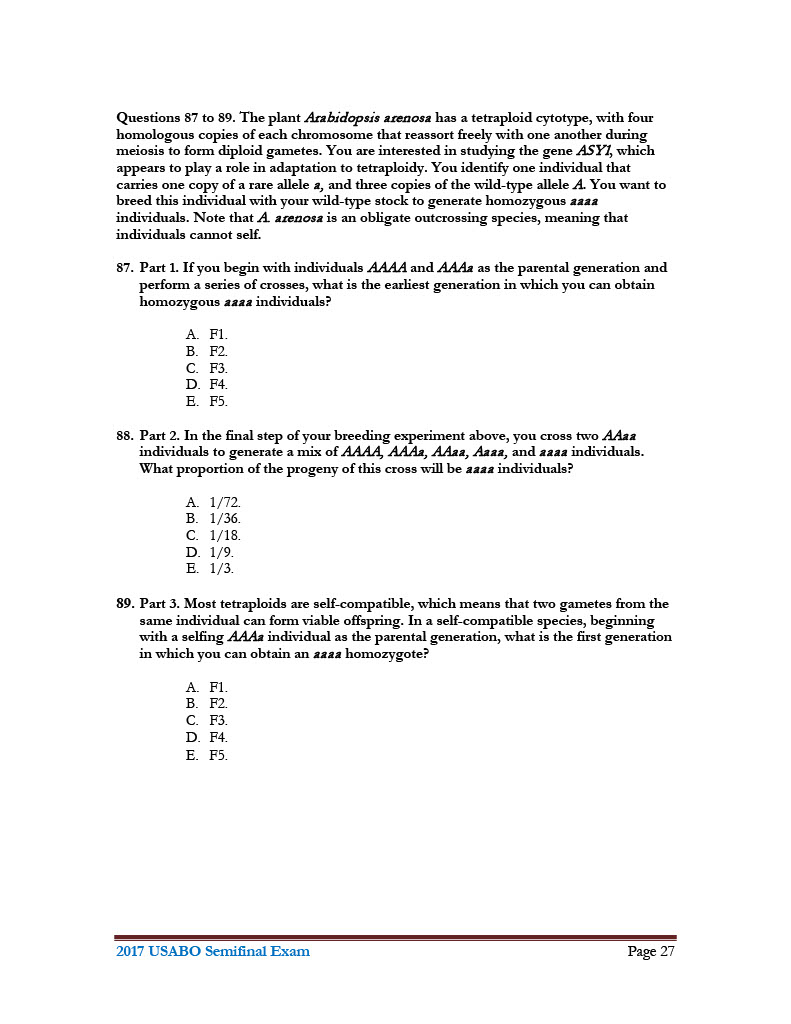 Questions 87 to 89. The plant Arabidopsis arenosa has a tetraploid cytotype, with four
homologous copies of each chromosome that reassort freely with one another during
meiosis to form diploid gametes. You are interested in studying the gene ASY1, which
appears to play a role in adaptation to tetraploidy. You identify one individual that
carries one copy of a rare allele a, and three copies of the wild-type allele A. You want to
breed this individual with your wild-type stock to generate homozygous aaaa
individuals. Note that A. arenosa is an obligate outcrossing species, meaning that
individuals cannot self.
87. Part 1. If you begin with individuals AAAA and AAAa as the parental generation and
perform a series of crosses, what is the earliest generation in which you can obtain
homozygous aaaa individuals?
A. F1.
B. F2.
C. F3.
D. F4.
E. F5.
88. Part 2. In the final step of your breeding experiment above, you cross two AAaa
individuals to generate a mix of AAAA, AAAa, AAaa, Aaaa, and aaaa individuals.
What proportion of the progeny of this cross will be aaaa individuals?
A. 1/72.
B. 1/36.
C. 1/18.
D. 1/9.
E. 1/3.
89. Part 3. Most tetraploids are self-compatible, which means that two gametes from the
same individual can form viable offspring. In a self-compatible species, beginning
with a selfing AAAa individual as the parental generation, what is the first generation
in which you can obtain an aaaa homozygote?
A. F1.
B. F2.
C. F3.
D. F4.
E. F5.
2017 USABO Semifinal Exam Page 27